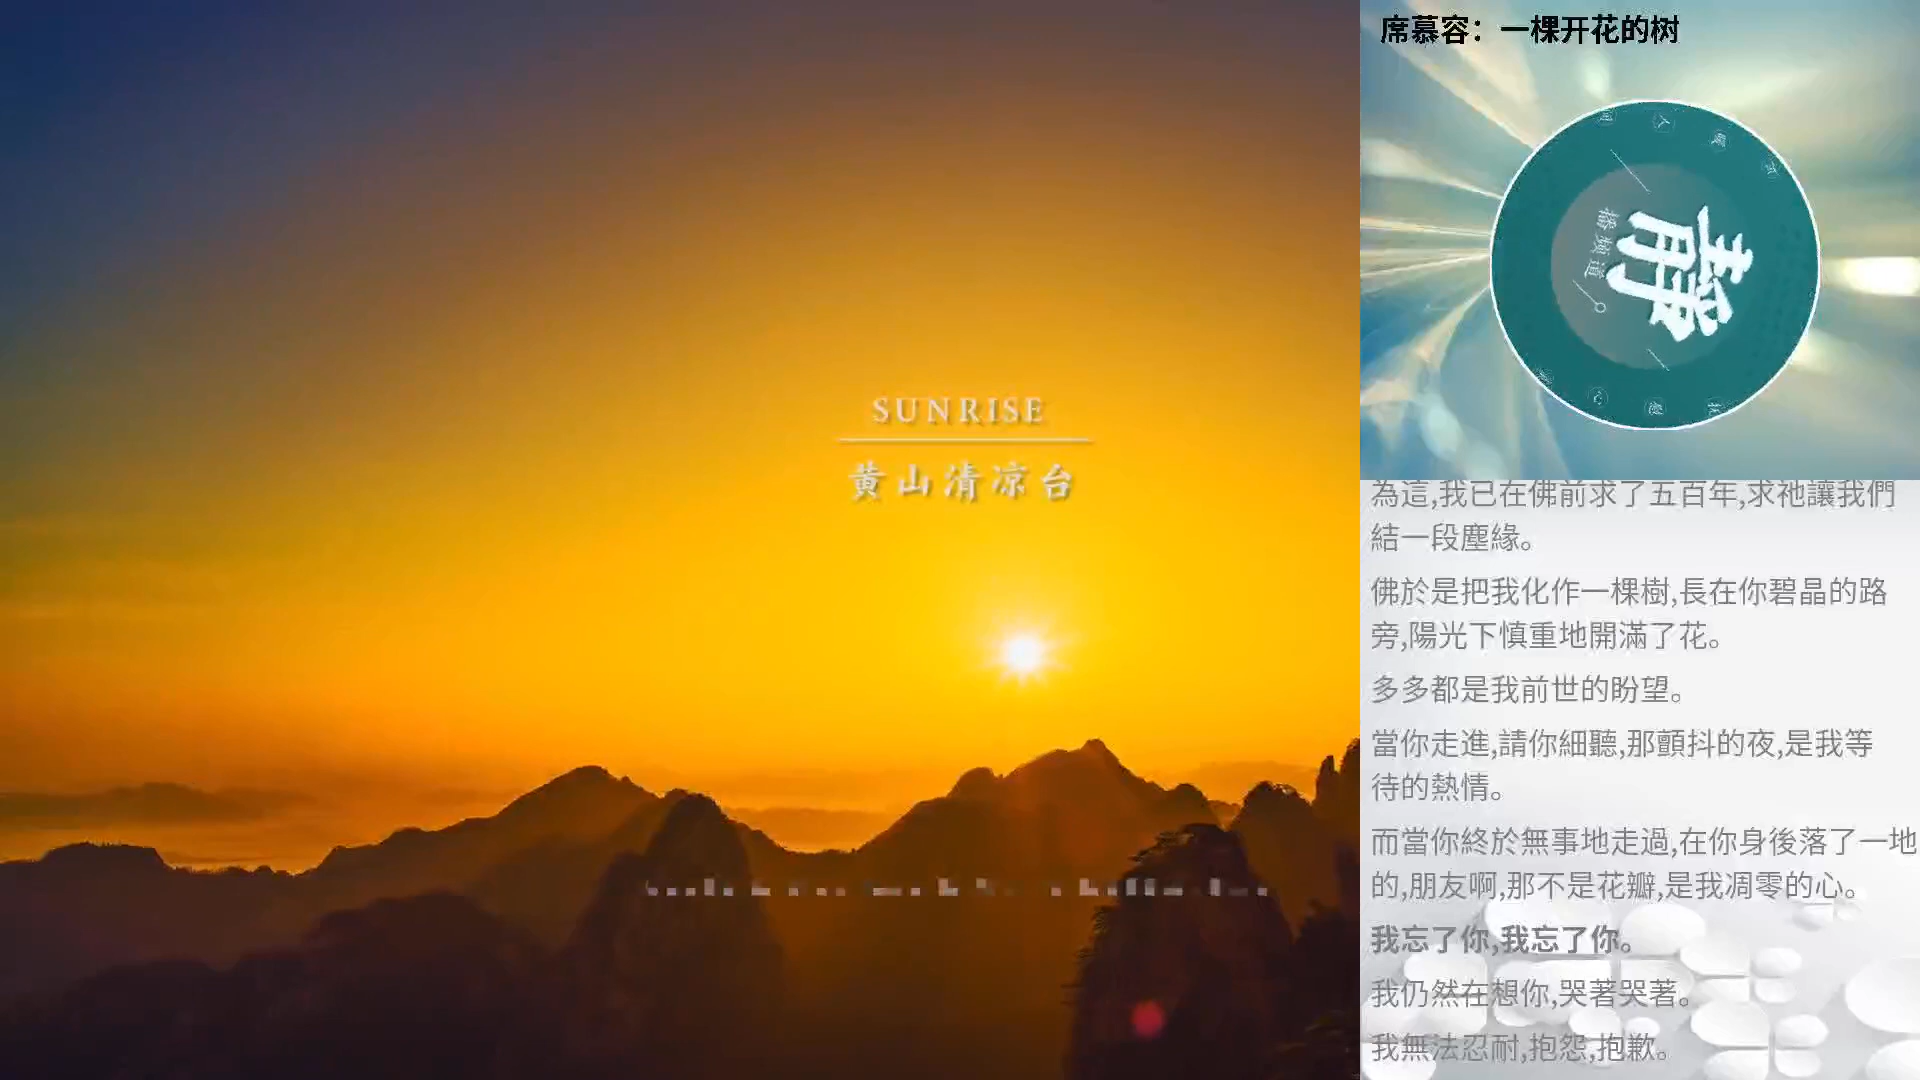 SUNRISE
黄山清凉台
席慕容：一棵开花的树
靜
播频道
為這,我已在佛前求了五百年,求祂讓我們
結一段塵緣。
佛於是把我化作一棵樹,長在你碧晶的路
旁,陽光下慎重地開滿了花。
多多都是我前世的盼望。
當你走進,請你細聽,那顫抖的夜,是我等
待的熱情。
而當你終於無事地走過,在你身後落了一地
的,朋友啊,那不是花瓣,是我凋零的心。
我忘了你,我忘了你。
我仍然在想你,哭著哭著。
我無法忍耐,抱怨,抱歉。